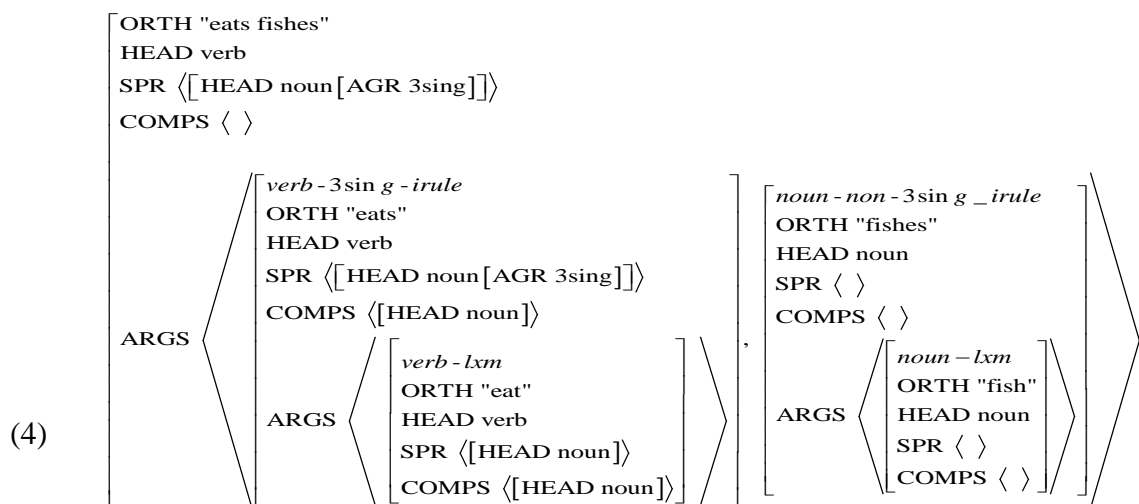 ORTH "eats fishes"
HEAD verb
SPR ⟨[HEAD noun[AGR 3sing]]⟩
COMPS ⟨ ⟩
ARGS
verb-3sin g-irule
ORTH "eats"
HEAD verb
SPR ⟨[HEAD noun[AGR 3sing]]⟩
COMPS ⟨[HEAD noun]⟩
ARGS
verb-lxm
ORTH "eat"
HEAD verb
SPR ⟨[HEAD noun]⟩
COMPS ⟨[HEAD noun]⟩
,
noun-non-3sin g_irule
ORTH "fishes"
HEAD noun
SPR ⟨ ⟩
COMPS ⟨ ⟩
ARGS
noun–lxm
ORTH "fish"
HEAD noun
SPR ⟨ ⟩
COMPS ⟨ ⟩
(4)